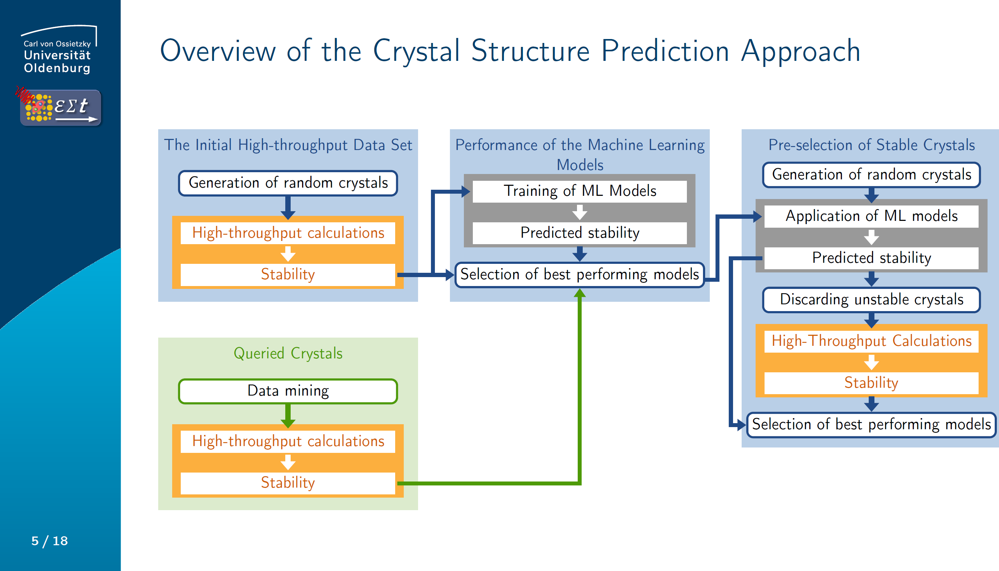 Carl von Ossietzky
Universität
Oldenburg
εΣt
Overview of the Crystal Structure Prediction Approach
The Initial High-throughput Data Set
Generation of random crystals
High-throughput calculations
Stability
Performance of the Machine Learning
Models
Training of ML Models
Predicted stability
Selection of best performing models
Pre-selection of Stable Crystals
Generation of random crystals
Application of ML models
Predicted stability
Discarding unstable crystals
High-Throughput Calculations
Stability
Selection of best performing models
Queried Crystals
Data mining
High-throughput calculations
Stability
5 / 18